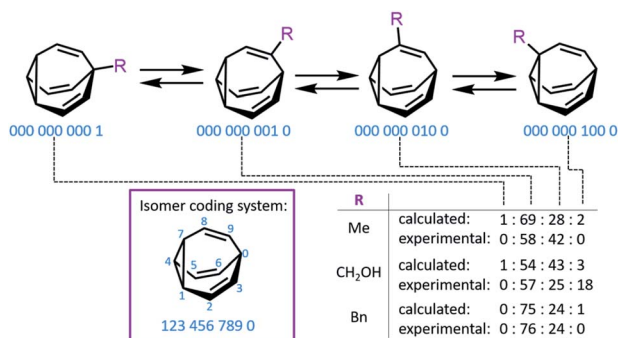 R
R
R
R
000 000 000 1
000 000 001 0
000 000 010 0
000 000 100 0
Isomer coding system:
8
7
9
4
5
6
0
1
3
2
123 456 789 0
R
Me
calculated: 1 : 69 : 28 : 2
experimental: 0 : 58 : 42 : 0
CH₂OH
calculated: 1 : 54 : 43 : 3
experimental: 0 : 57 : 25 : 18
Bn
calculated: 0 : 75 : 24 : 1
experimental: 0 : 76 : 24 : 0